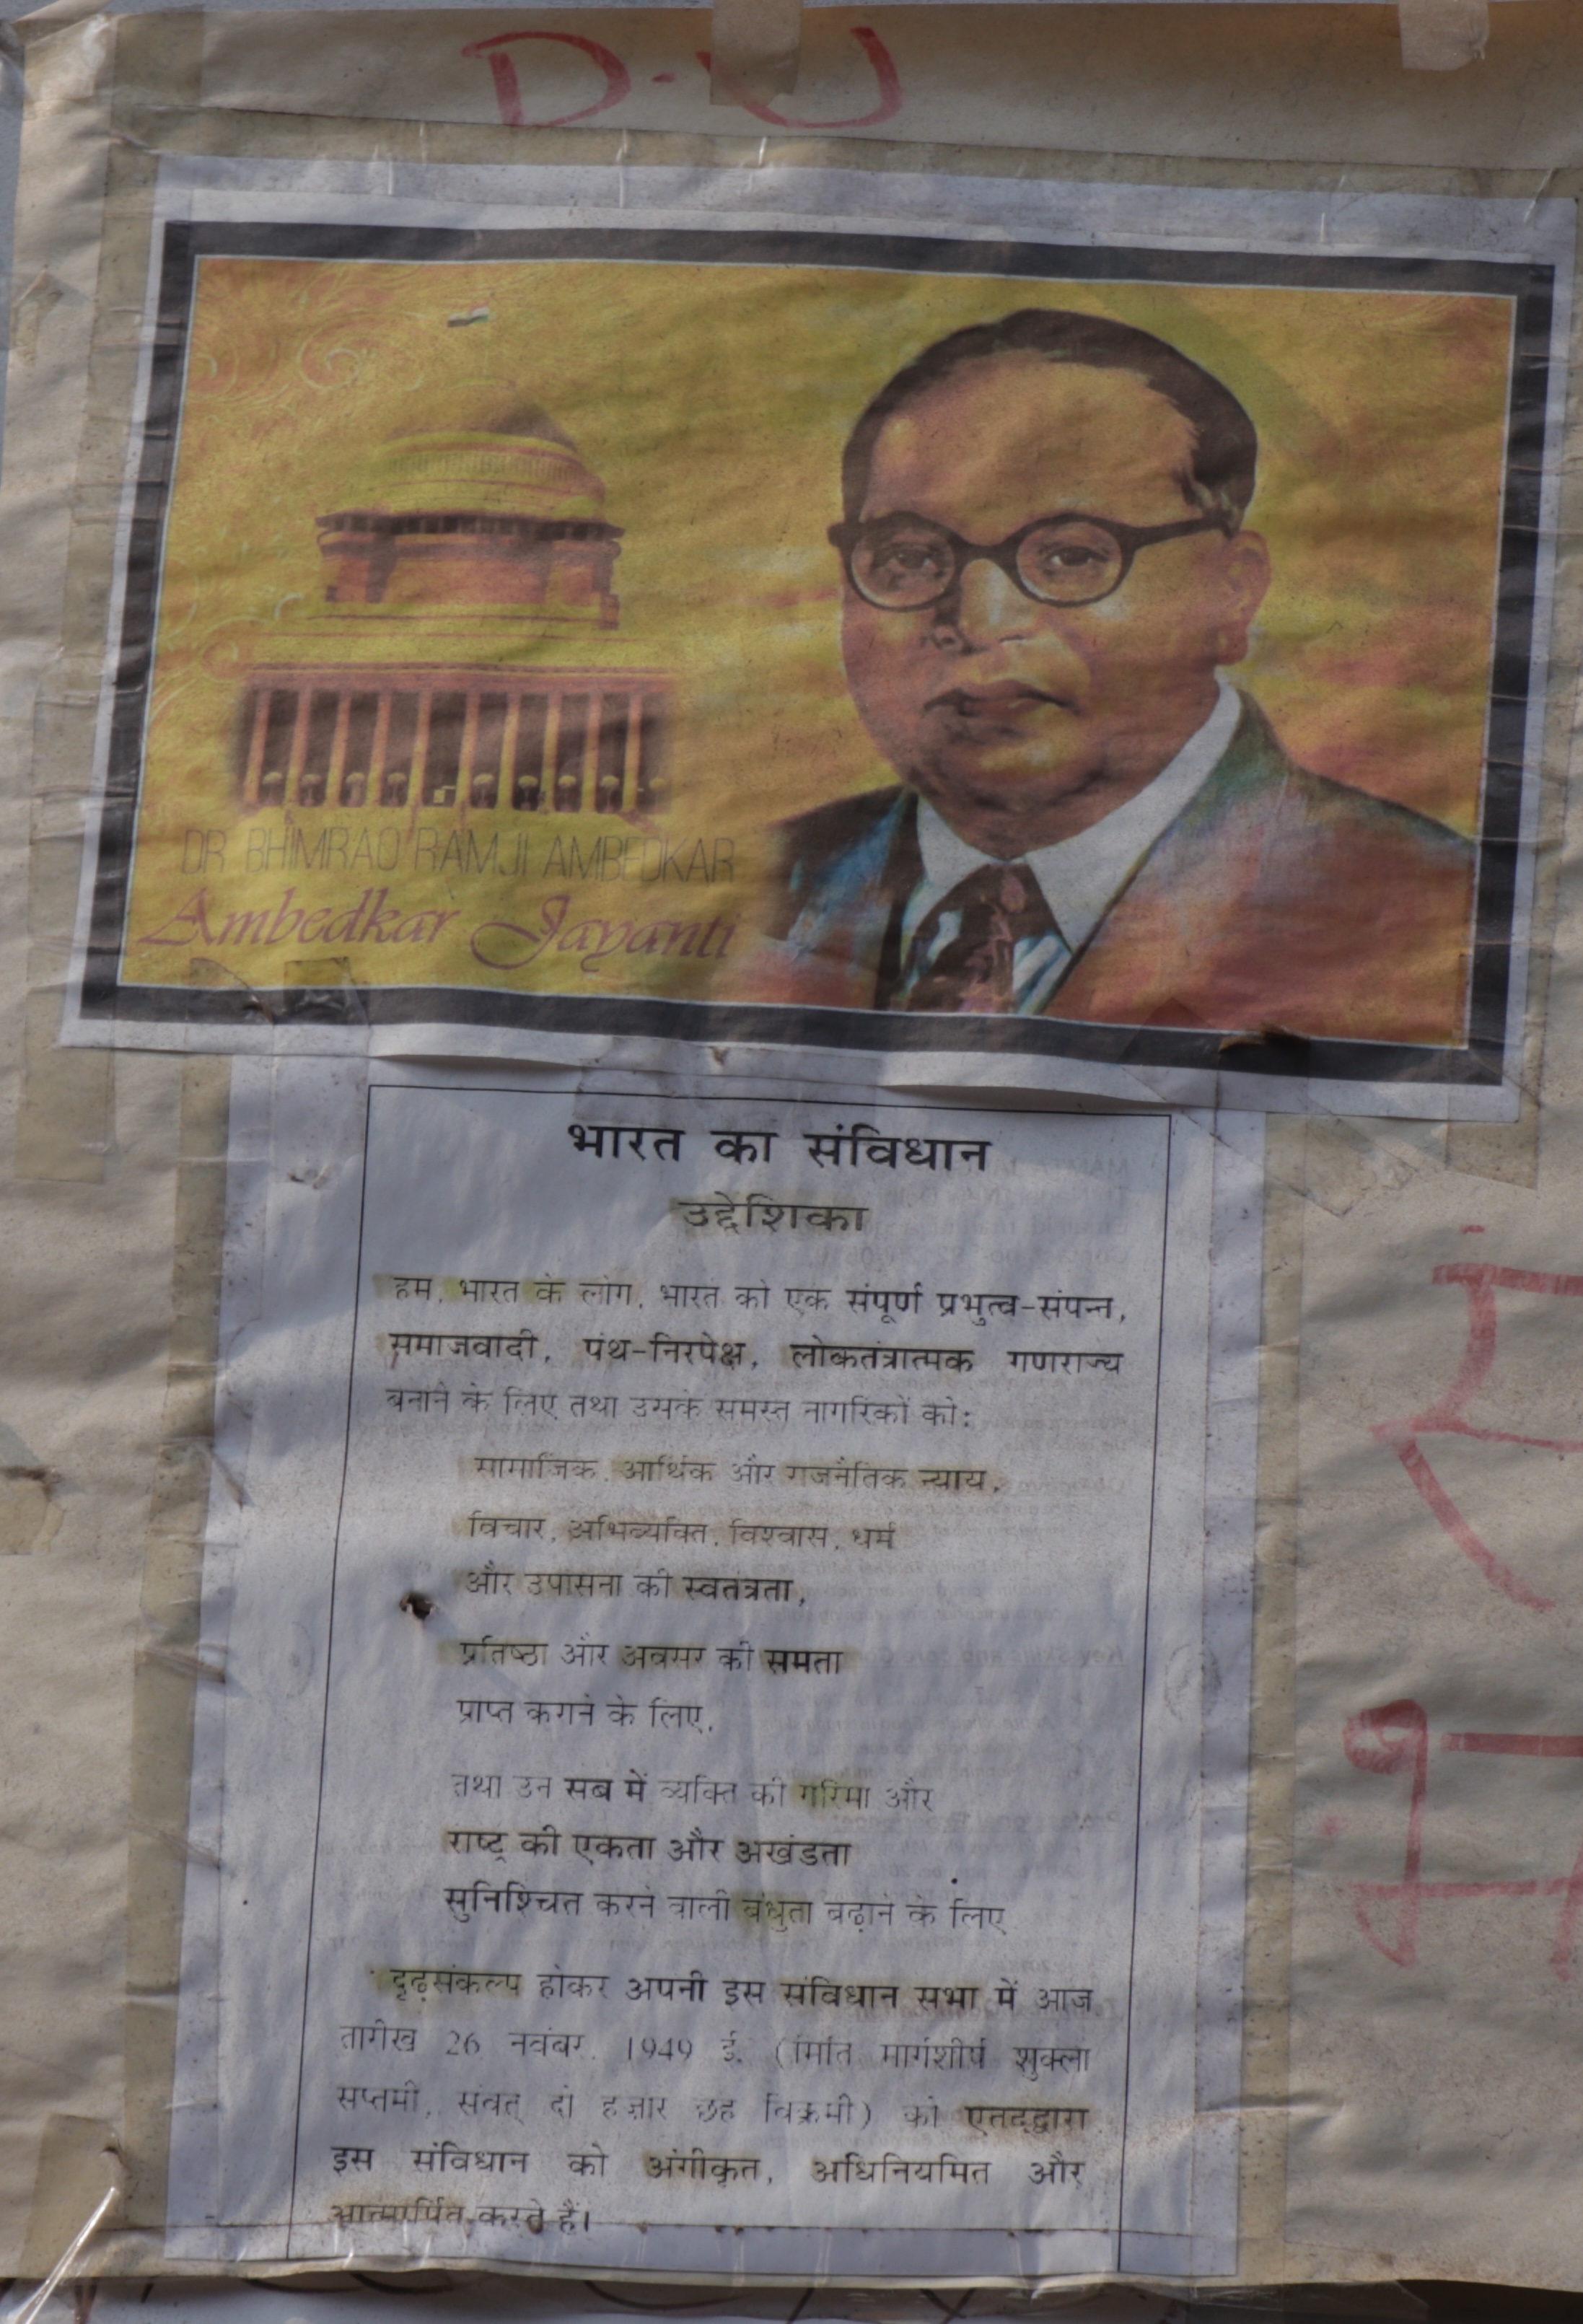 D.U
DR BHIMRAO RAMJI AMBEDKAR
Ambedkar Jayanti
भारत का संविधान
उद्देशिका
हम, भारत के लोग, भारत को एक संपूर्ण प्रभुत्व-संपन्न,
समाजवादी, पंथ-निरपेक्ष, लोकतंत्रात्मक गणराज्य
बनाने के लिए तथा उसके समस्त नागरिकों को:
सामाजिक, आर्थिक और राजनैतिक न्याय,
विचार, अभिव्यक्ति, विश्वास, धर्म
और उपासना की स्वतंत्रता,
प्रतिष्ठा और अवसर की समता
प्राप्त कराने के लिए,
तथा उन सब में व्यक्ति की गरिमा और
राष्ट्र की एकता और अखंडता
सुनिश्चित करने वाली बंधुता बढ़ाने के लिए
दृढ़संकल्प होकर अपनी इस संविधान सभा में आज
तारीख 26 नवंबर, 1949 ई. (मिति मार्गशीर्ष शुक्ला
सप्तमी, संवत् दो हजार छह विक्रमी) को एतद्द्वारा
इस संविधान को अंगीकृत, अधिनियमित और
आत्मार्पित करते हैं।